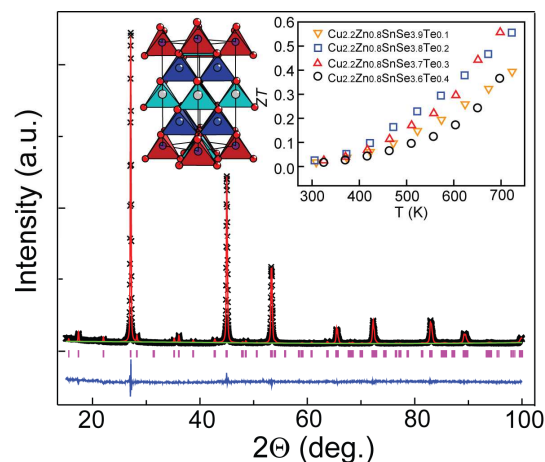 Intensity (a.u.)
2Θ (deg.)
20 40 60 80 100
ZT
0.6
0.5
0.4
0.3
0.2
0.1
0.0
Cu2.2Zn0.8SnSe3.9Te0.1
Cu2.2Zn0.8SnSe3.8Te0.2
Cu2.2Zn0.8SnSe3.7Te0.3
Cu2.2Zn0.8SnSe3.6Te0.4
300 400 500 600 700
T (K)